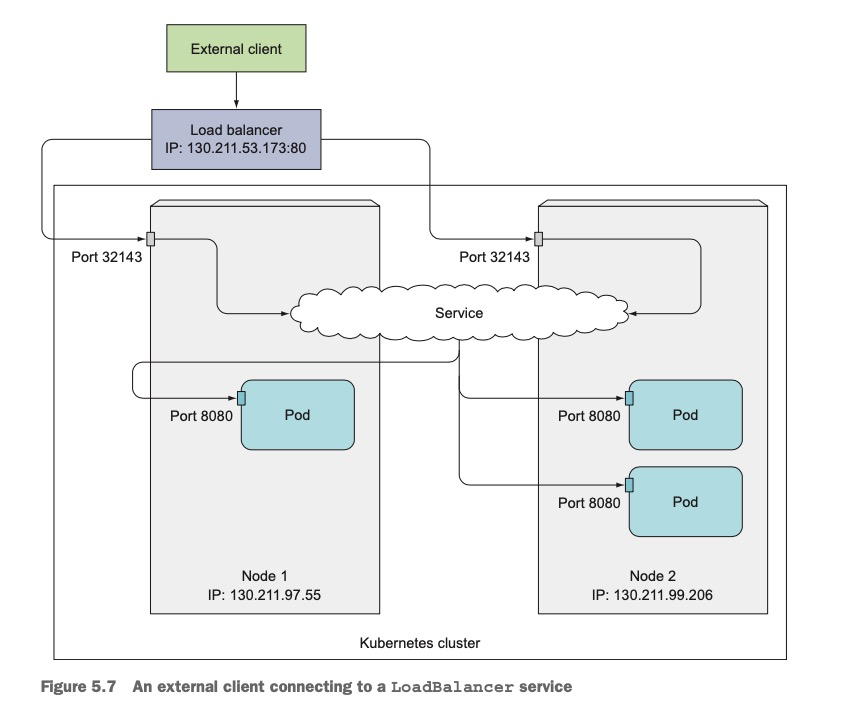 External client
Load balancer
IP: 130.211.53.173:80
Port 32143
Port 32143
Service
Port 8080
Pod
Port 8080
Pod
Port 8080
Pod
Node 1
IP: 130.211.97.55
Node 2
IP: 130.211.99.206
Kubernetes cluster
Figure 5.7 An external client connecting to a LoadBalancer service